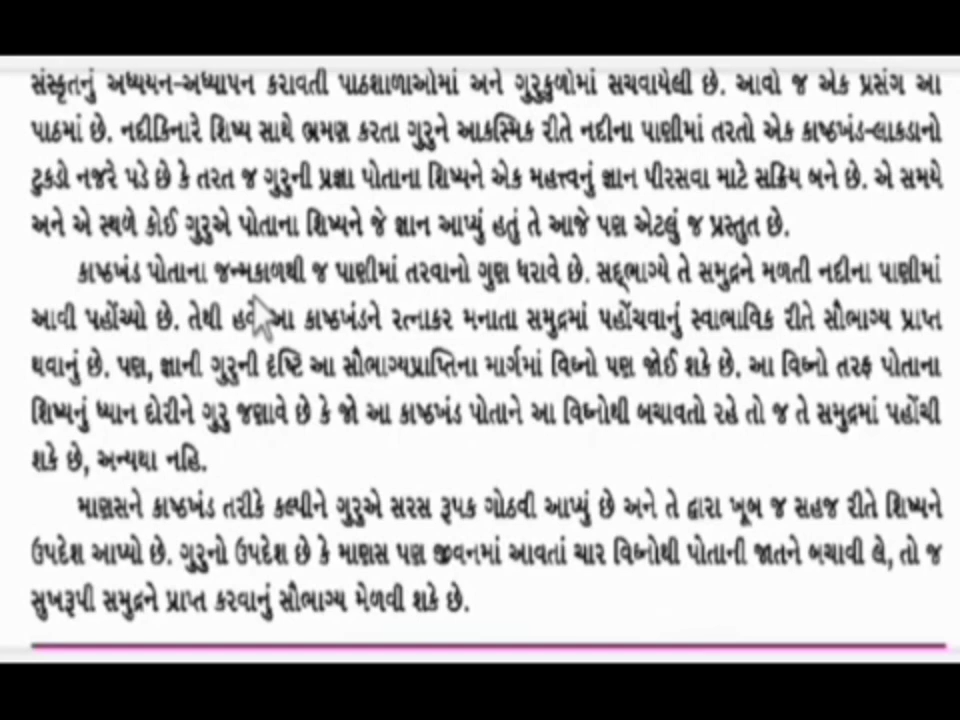 સંસ્કૃતનું અધ્યયન-અધ્યાપન કરાવતી પાઠશાળાઓમાં અને ગુરુકુળોમાં સચવાયેલી છે. આવો જ એક પ્રસંગ આ
પાઠમાં છે. નદીકિનારે શિષ્ય સાથે ભ્રમણ કરતા ગુરુને આકસ્મિક રીતે નદીના પાણીમાં તરતો એક કાષ્ઠખંડ-લાકડાનો
ટુકડો નજરે પડે છે કે તરત જ ગુરુની પ્રજ્ઞા પોતાના શિષ્યને એક મહત્ત્વનું જ્ઞાન પીરસવા માટે સક્રિય બને છે. એ સમયે
અને એ સ્થળે કોઈ ગુરુએ પોતાના શિષ્યને જે જ્ઞાન આપ્યું હતું તે આજે પણ એટલું જ પ્રસ્તુત છે.
કાષ્ઠખંડ પોતાના જન્મકાળથી જ પાણીમાં તરવાનો ગુણ ધરાવે છે. સદ્ભાગ્યે તે સમુદ્રને મળતી નદીના પાણીમાં
આવી પહોંચ્યો છે. તેથી હવે આ કાષ્ઠખંડને રત્નાકર મનાતા સમુદ્રમાં પહોંચવાનું સ્વાભાવિક રીતે સૌભાગ્ય પ્રાપ્ત
થવાનું છે. પણ, જ્ઞાની ગુરુની દૃષ્ટિ આ સૌભાગ્યપ્રાપ્તિના માર્ગમાં વિઘ્નો પણ જોઈ શકે છે. આ વિઘ્નો તરફ પોતાના
શિષ્યનું ધ્યાન દોરીને ગુરુ જણાવે છે કે જો આ કાષ્ઠખંડ પોતાને આ વિઘ્નોથી બચાવતો રહે તો જ તે સમુદ્રમાં પહોંચી
શકે છે, અન્યથા નહિ.
માણસને કાષ્ઠખંડ તરીકે કલ્પીને ગુરુએ સરસ રૂપક ગોઠવી આપ્યું છે અને તે દ્વારા ખૂબ જ સહજ રીતે શિષ્યને
ઉપદેશ આપ્યો છે. ગુરુનો ઉપદેશ છે કે માણસ પણ જીવનમાં આવતાં ચાર વિઘ્નોથી પોતાની જાતને બચાવી લે, તો જ
સુખરૂપી સમુદ્રને પ્રાપ્ત કરવાનું સૌભાગ્ય મેળવી શકે છે.